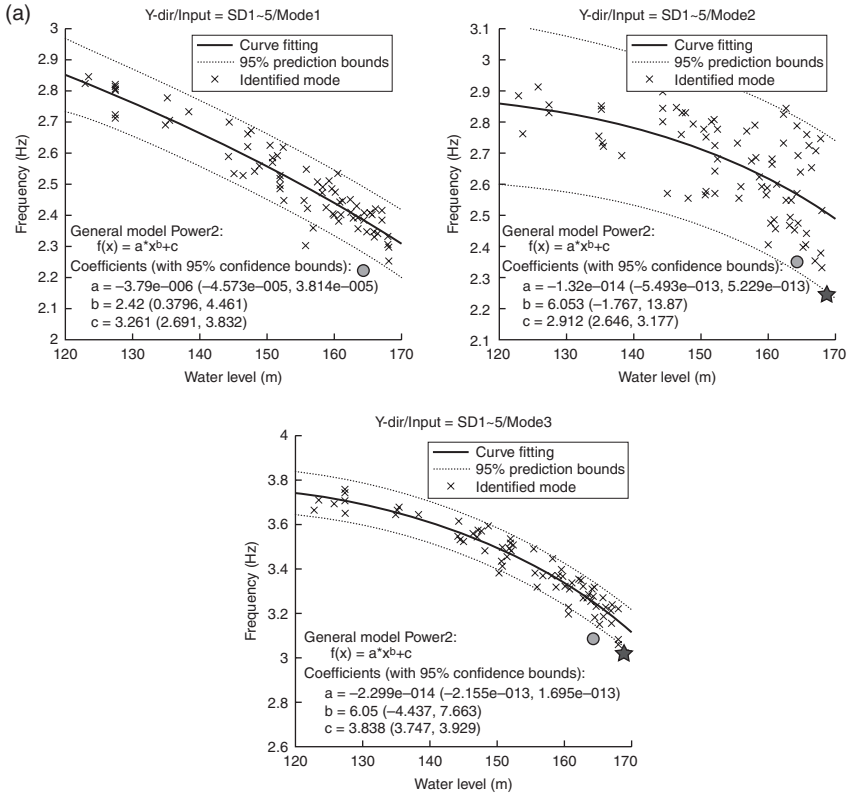 (a)
Y-dir/Input = SD1~5/Mode1
3
2.9
2.8
2.7
2.6
2.5
2.4
2.3
2.2
2.1
2
Frequency (Hz)
Curve fitting
95% prediction bounds
Identified mode
General model Power2:
f(x) = a*xᵇ+c
Coefficients (with 95% confidence bounds):
a = –3.79e–006 (–4.573e–005, 3.814e–005)
b = 2.42 (0.3796, 4.461)
c = 3.261 (2.691, 3.832)
120 130 140 150 160 170
Water level (m)
Y-dir/Input = SD1~5/Mode2
3.1
3
2.9
2.8
2.7
2.6
2.5
2.4
2.3
2.2
2.1
Frequency (Hz)
Curve fitting
95% prediction bounds
Identified mode
General model Power2:
f(x) = a*xᵇ+c
Coefficients (with 95% confidence bounds):
a = –1.32e–014 (–5.493e–013, 5.229e–013)
b = 6.053 (–1.767, 13.87)
c = 2.912 (2.646, 3.177)
120 130 140 150 160 170
Water level (m)
Y-dir/Input = SD1~5/Mode3
4
3.8
3.6
3.4
3.2
3
2.8
2.6
Frequency (Hz)
Curve fitting
95% prediction bounds
Identified mode
General model Power2:
f(x) = a*xᵇ+c
Coefficients (with 95% confidence bounds):
a = –2.299e–014 (–2.155e–013, 1.695e–013)
b = 6.05 (–4.437, 7.663)
c = 3.838 (3.747, 3.929)
120 130 140 150 160 170
Water level (m)